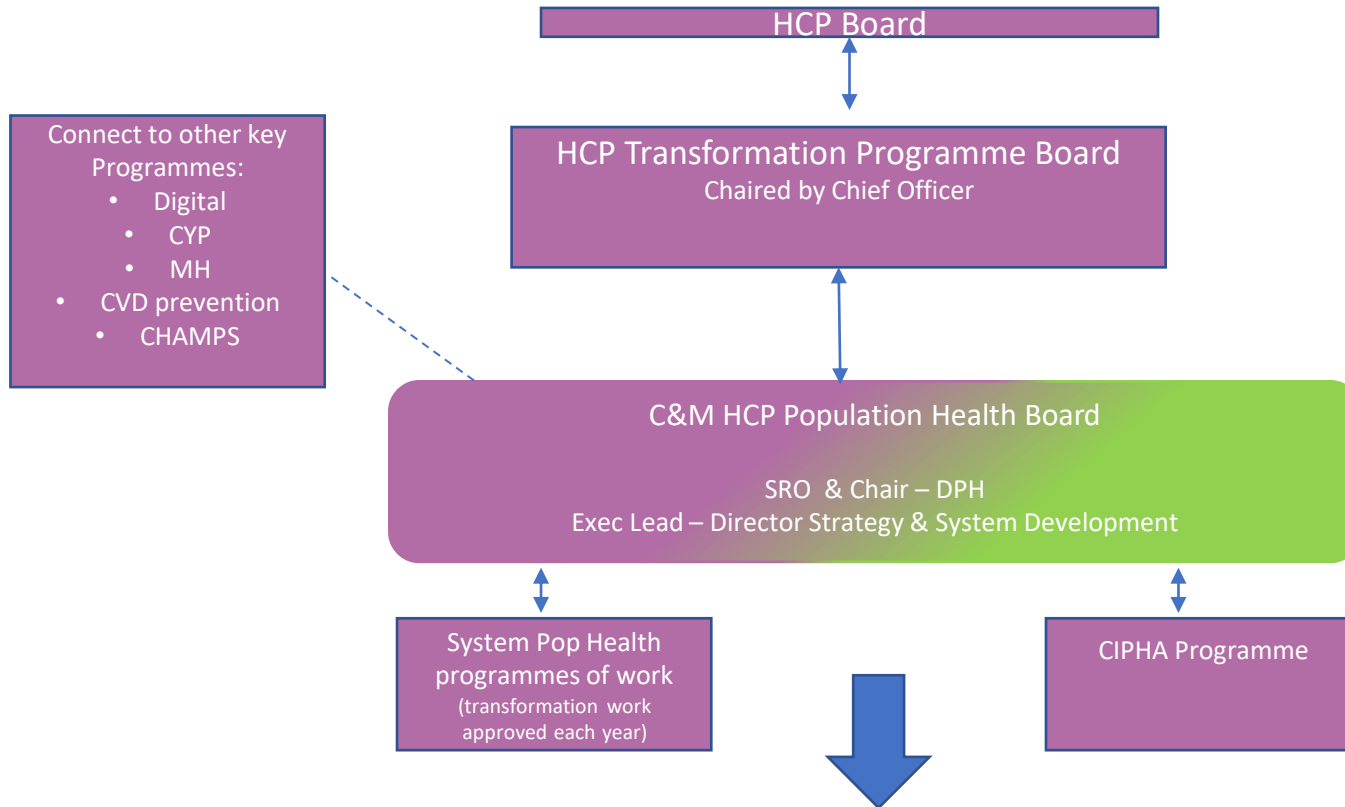 HCP Board
Connect to other key
Programmes:
• Digital
• CYP
• MH
• CVD prevention
• CHAMPS
HCP Transformation Programme Board
Chaired by Chief Officer
C&M HCP Population Health Board
SRO & Chair – DPH
Exec Lead – Director Strategy & System Development
System Pop Health
programmes of work
(transformation work
approved each year)
CIPHA Programme